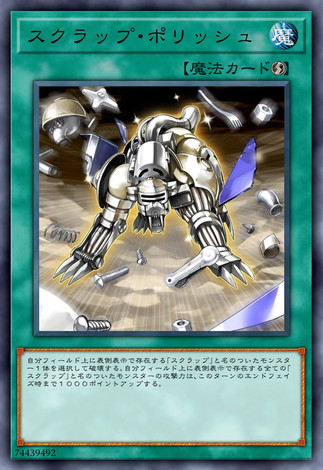 スクラップ・ポリッシュ
魔
【魔法カード】
自分フィールド上に表側表示で存在する「スクラップ」と名のついたモンスタ
ー1体を選択して破壊する。自分フィールド上に表側表示で存在する全ての
「スクラップ」と名のついたモンスターの攻撃力は、このターンのエンドフェイ
ズ時まで１０００ポイントアップする。
74439492